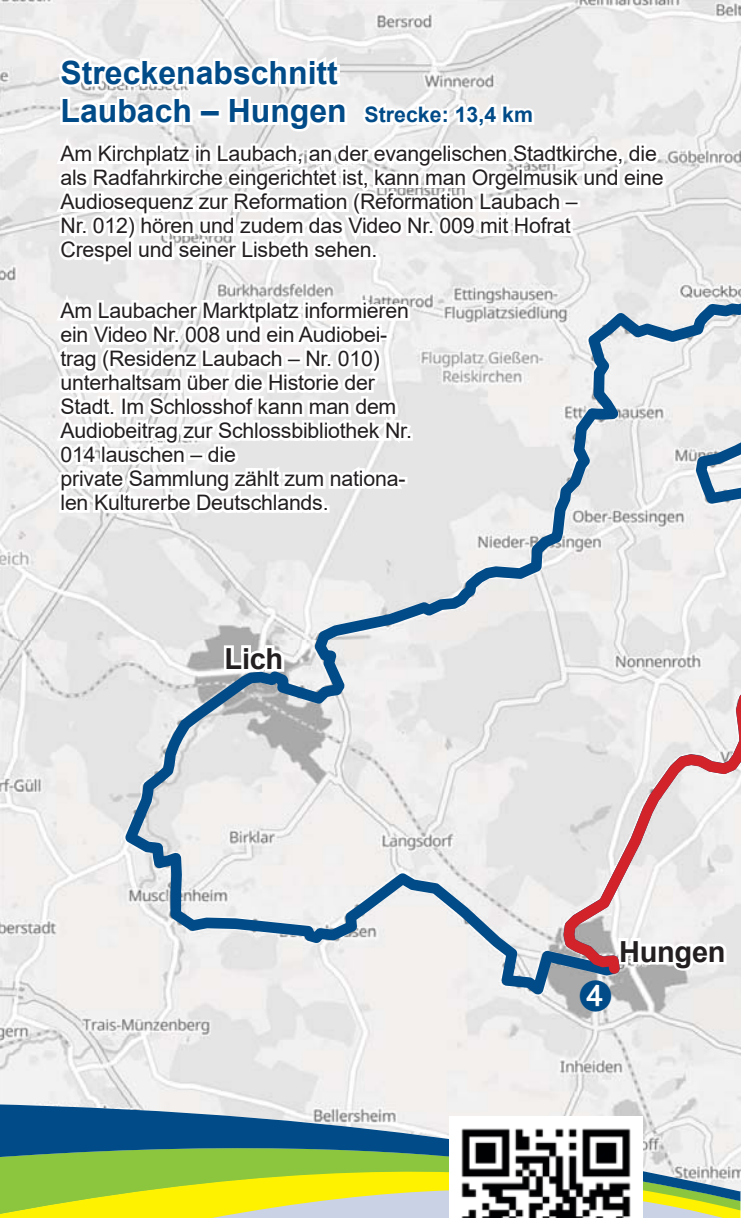 Bersrod
Winnerod
Streckenabschnitt
Laubach – Hungen Strecke: 13,4 km
Am Kirchplatz in Laubach, an der evangelischen Stadtkirche, die
als Radfahrkirche eingerichtet ist, kann man Orgelmusik und eine
Audiosequenz zur Reformation (Reformation Laubach –
Nr. 012) hören und zudem das Video Nr. 009 mit Hofrat
Crespel und seiner Lisbeth sehen.
Göbelnrod
Burkhardsfelden
Hattenrod
Ettingshausen-
Flugplatzsiedlung
Am Laubacher Marktplatz informieren
ein Video Nr. 008 und ein Audiobei-
trag (Residenz Laubach – Nr. 010)
unterhaltsam über die Historie der
Stadt. Im Schlosshof kann man dem
Audiobeitrag zur Schlossbibliothek Nr.
014 lauschen – die
private Sammlung zählt zum nationa-
len Kulturerbe Deutschlands.
Flugplatz Gießen-
Reiskirchen
Ober-Bessingen
Lich
Nonnenroth
Birklar
Langsdorf
Hungen
4
Trais-Münzenberg
Inheiden
Bellersheim
Steinheim